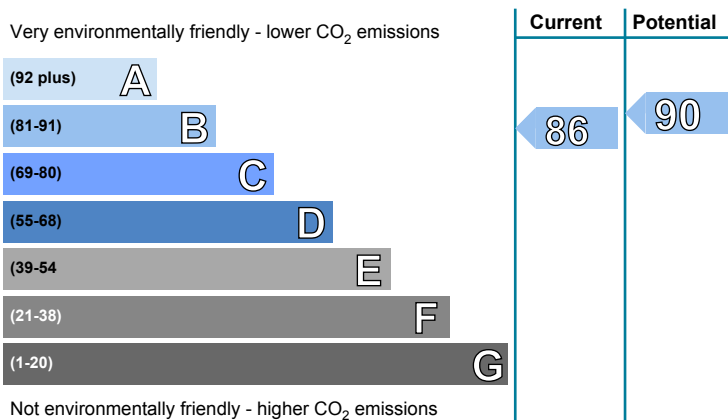 Very environmentally friendly - lower CO₂ emissions
Current
Potential
(92 plus) A
(81-91) B
(69-80) C
(55-68) D
(39-54 E
(21-38) F
(1-20) G
86
90
Not environmentally friendly - higher CO₂ emissions